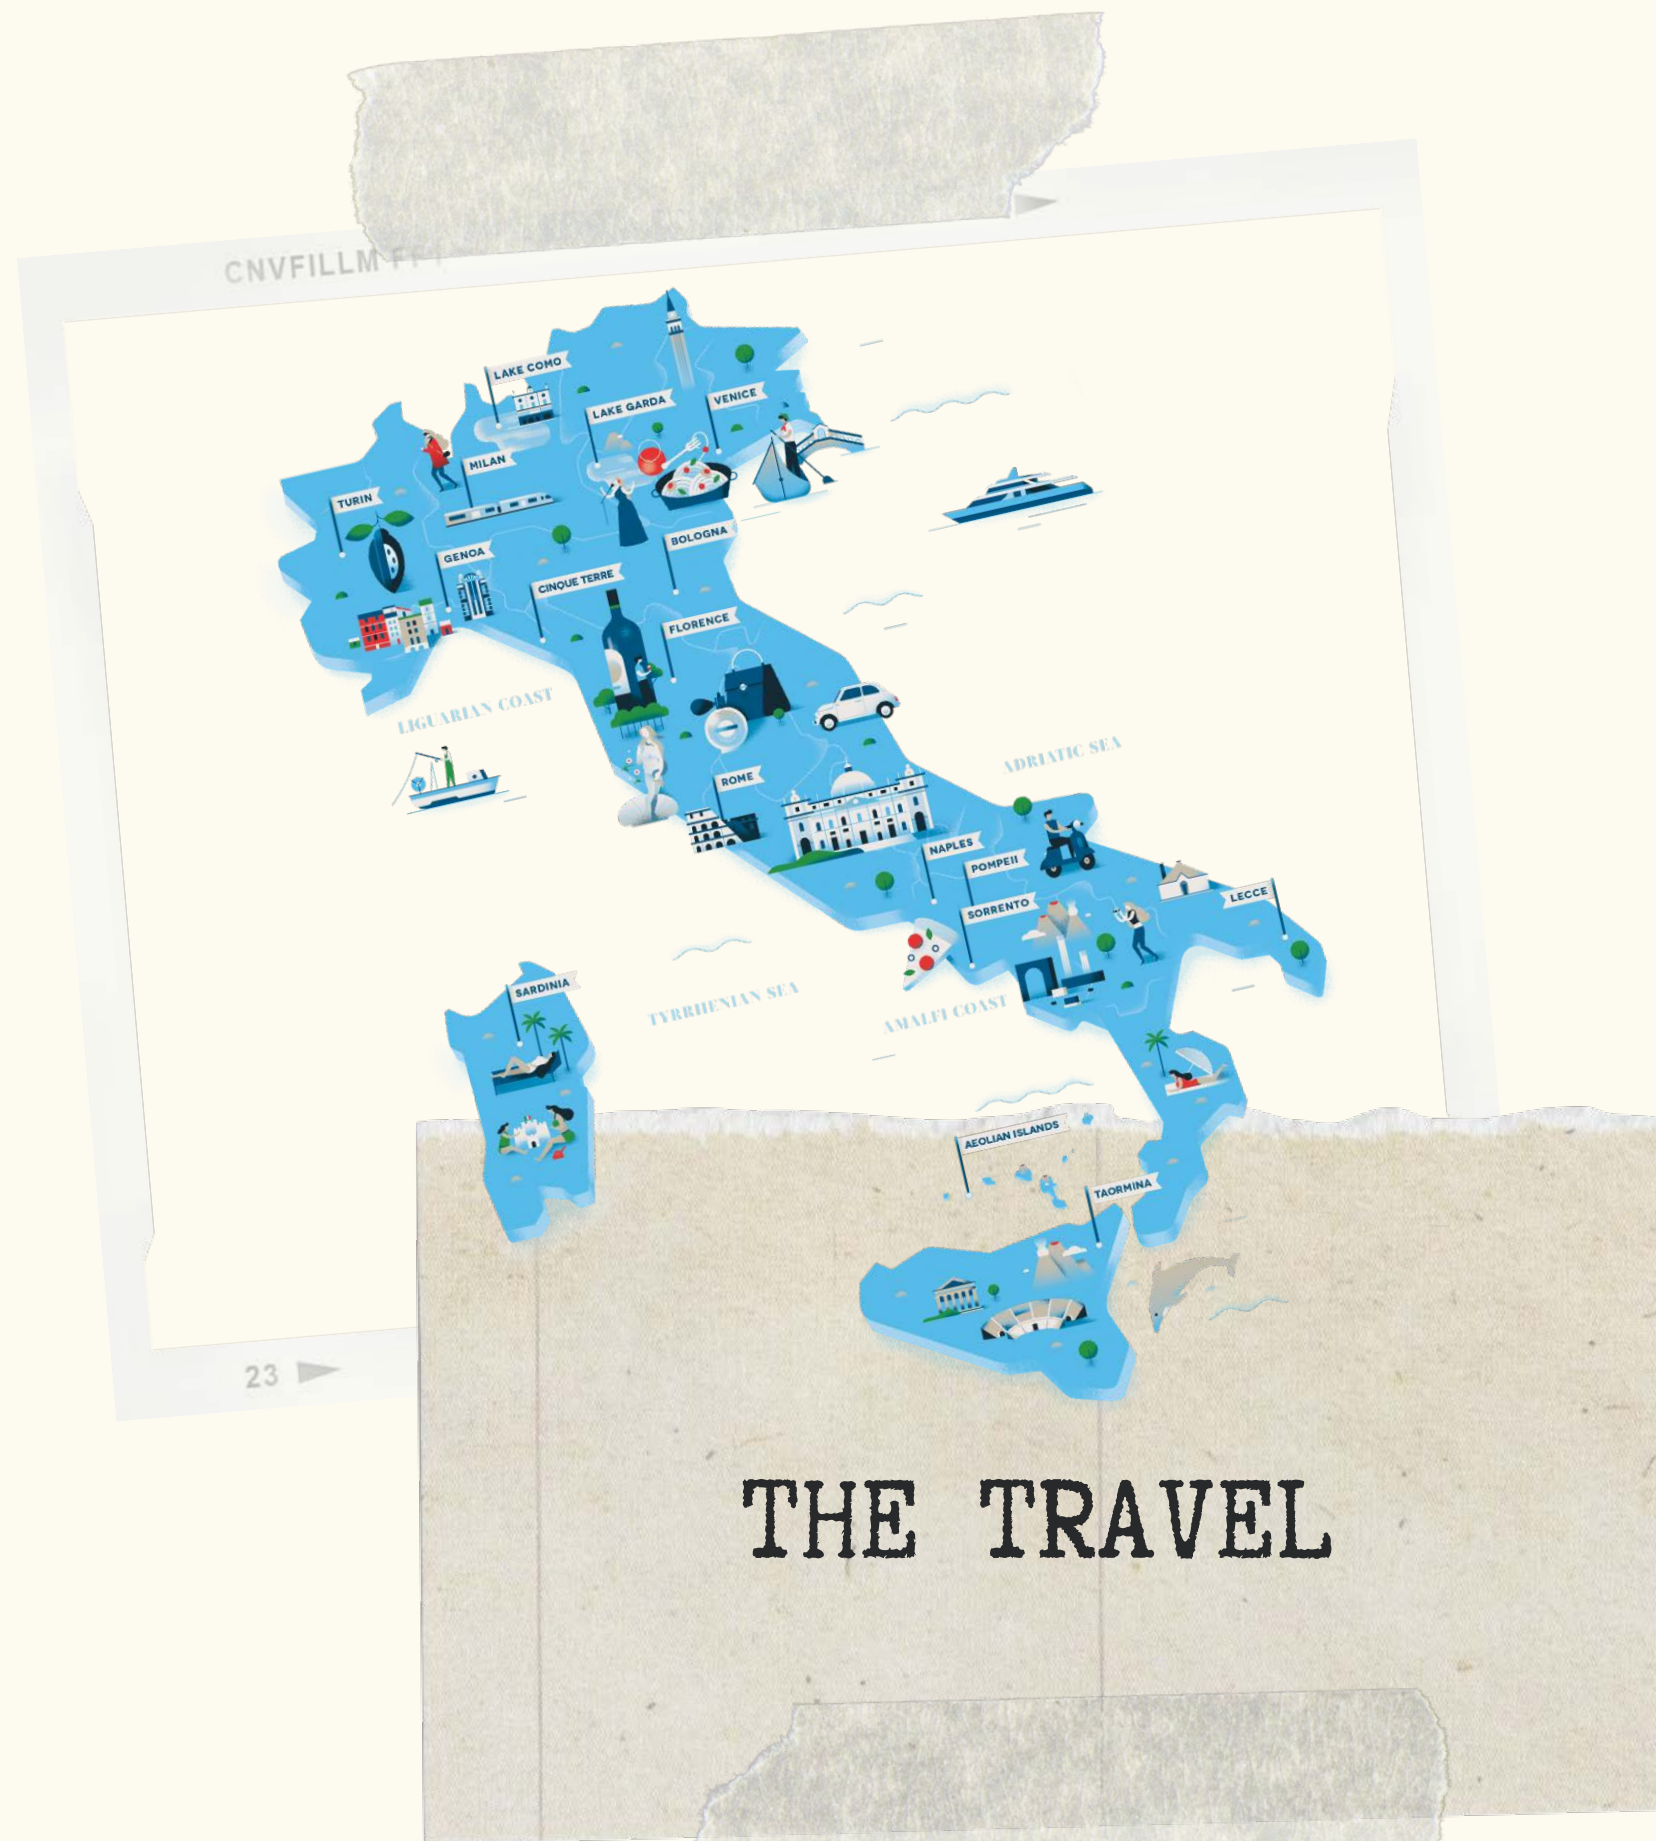 CNVFILLM FF1
LAKE COMO
LAKE GARDA
VENICE
MILAN
TURIN
BOLOGNA
GENOA
CINQUE TERRE
FLORENCE
LIGUARIAN COAST
ADRIATIC SEA
ROME
NAPLES
POMPEII
LECCE
SORRENTO
SARDINIA
TYRRHENIAN SEA
AMALFI COAST
AEOLIAN ISLANDS
TAORMINA
23
THE TRAVEL